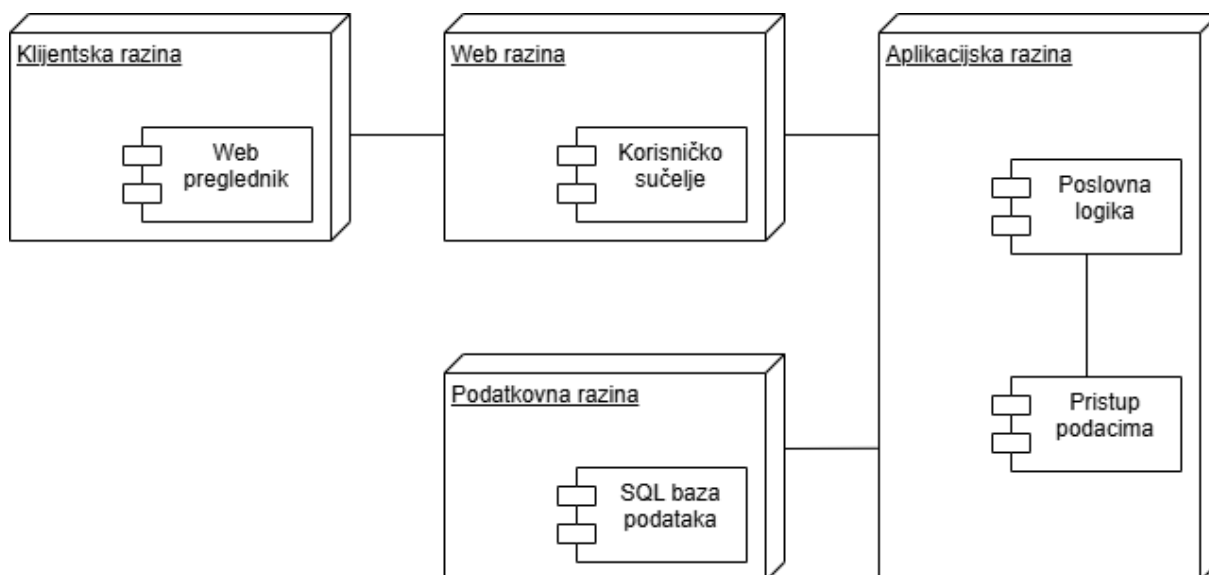 Klijentska razina
Web
preglednik
Web razina
Korisničko
sučelje
Aplikacijska razina
Poslovna
logika
Pristup
podacima
Podatkovna razina
SQL baza
podataka